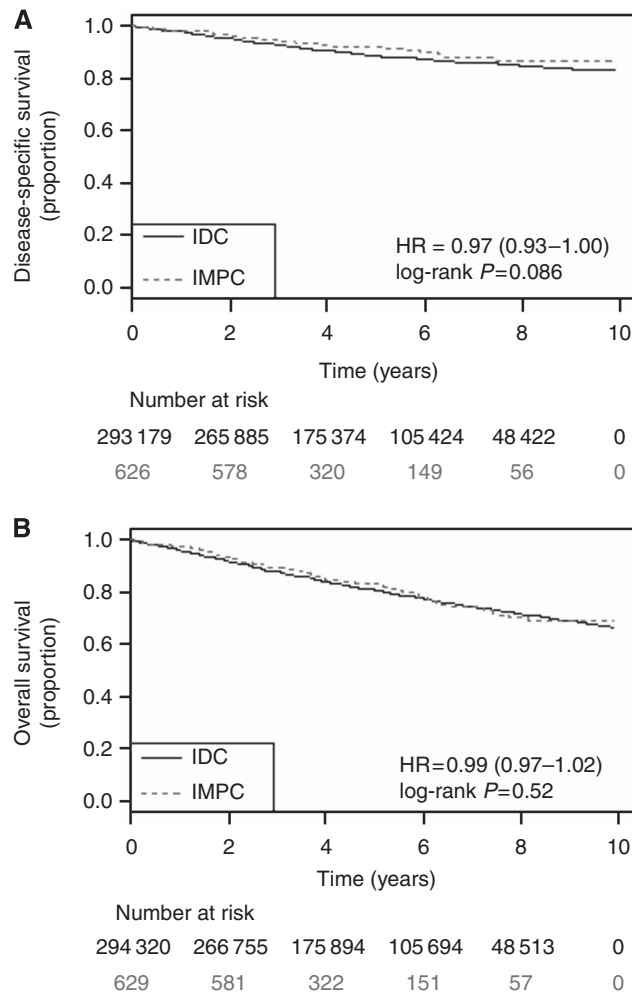 A
Disease-specific survival
(proportion)
1.0
0.8
0.6
0.4
0.2
0.0
IDC
IMPC
HR = 0.97 (0.93–1.00)
log-rank P=0.086
0 2 4 6 8 10
Time (years)
Number at risk
293 179 265 885 175 374 105 424 48 422 0
626 578 320 149 56 0
B
Overall survival
(proportion)
1.0
0.8
0.6
0.4
0.2
0.0
IDC
IMPC
HR=0.99 (0.97–1.02)
log-rank P=0.52
0 2 4 6 8 10
Time (years)
Number at risk
294 320 266 755 175 894 105 694 48 513 0
629 581 322 151 57 0